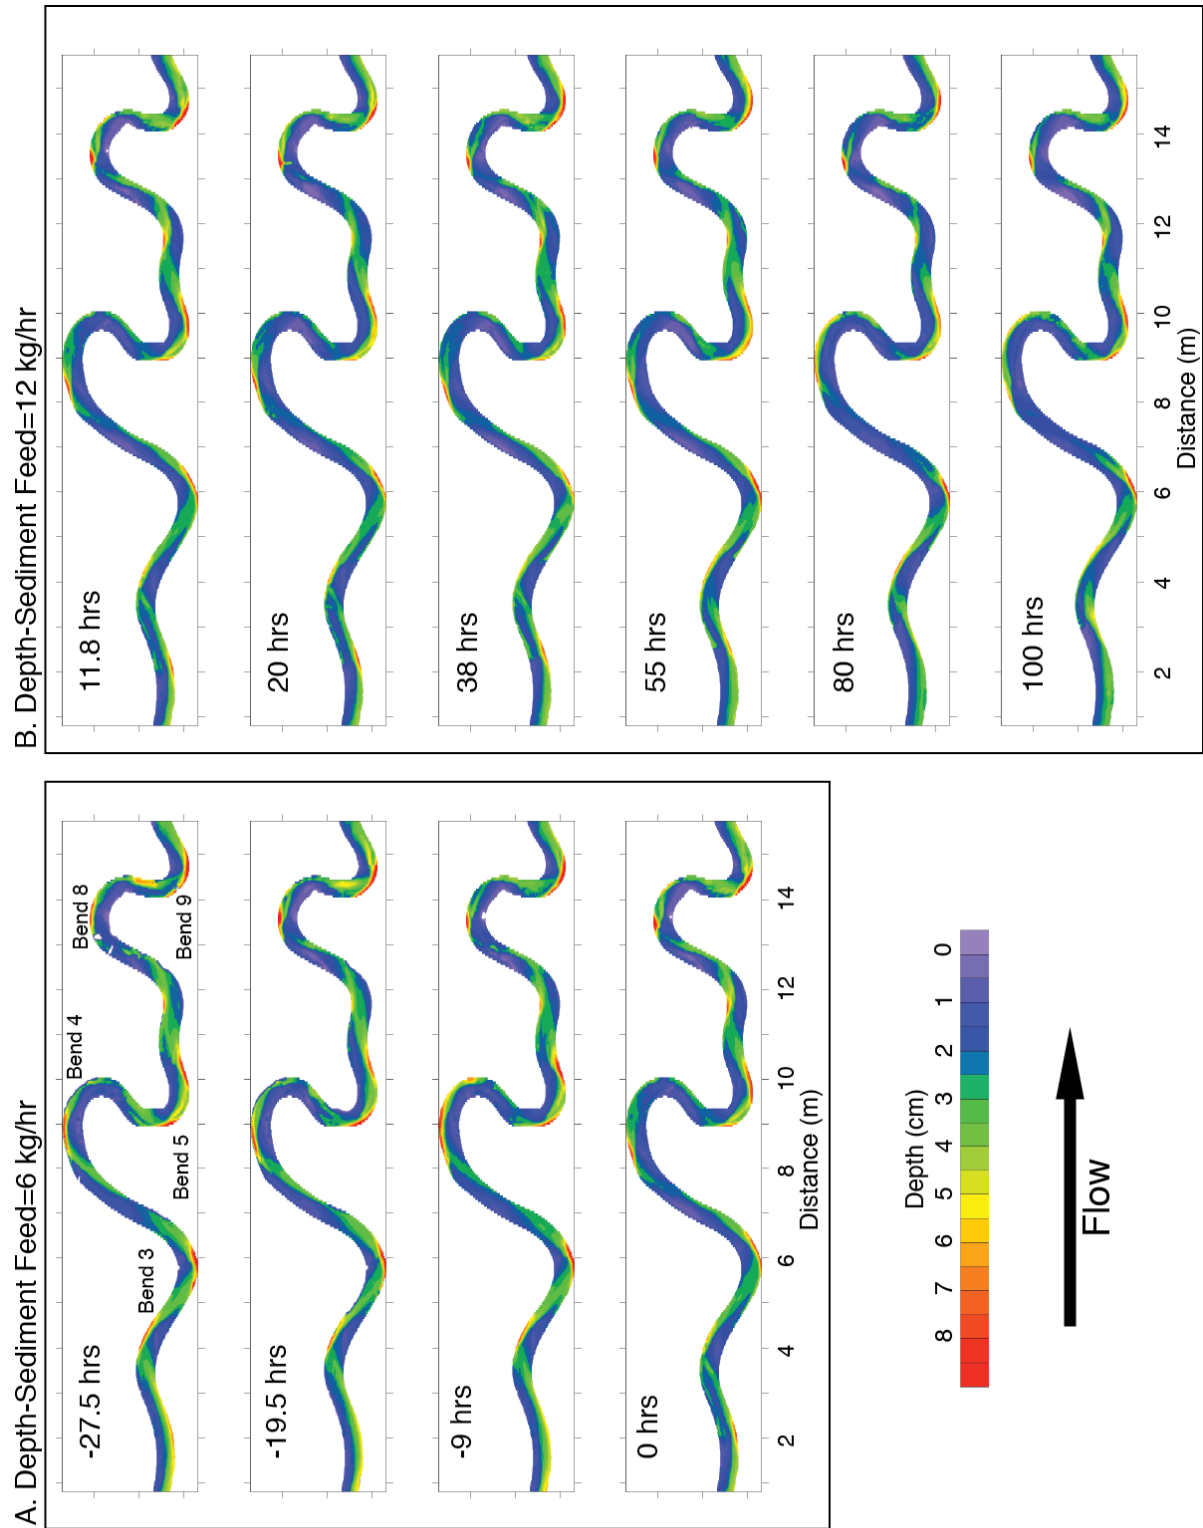 A. Depth-Sediment Feed=6 kg/hr
-27.5 hrs
Bend 3
Bend 4
Bend 5
Bend 8
Bend 9
-19.5 hrs
-9 hrs
0 hrs
2 4 6 8 10 12 14
Distance (m)
B. Depth-Sediment Feed=12 kg/hr
11.8 hrs
20 hrs
38 hrs
55 hrs
80 hrs
100 hrs
2 4 6 8 10 12 14
Distance (m)
Depth (cm)
8 7 6 5 4 3 2 1 0
Flow